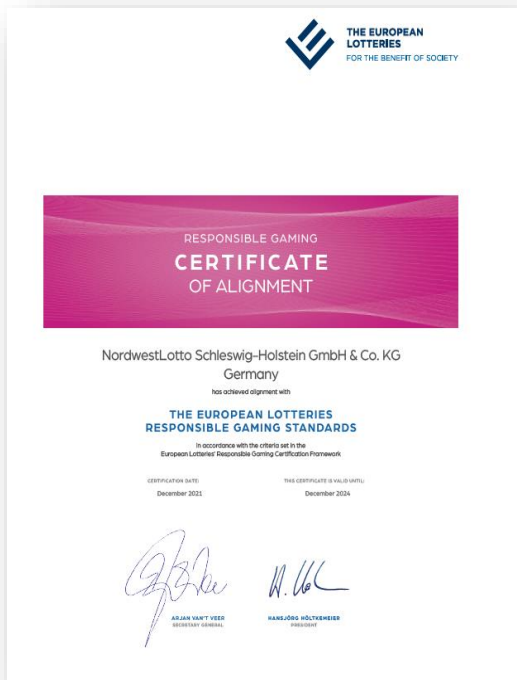 THE EUROPEAN
LOTTERIES
FOR THE BENEFIT OF SOCIETY
RESPONSIBLE GAMING
CERTIFICATE
OF ALIGNMENT
NordwestLotto Schleswig-Holstein GmbH & Co. KG
Germany
has achieved alignment with
THE EUROPEAN LOTTERIES
RESPONSIBLE GAMING STANDARDS
In accordance with the criteria set in the
European Lotteries' Responsible Gaming Certification Framework
CERTIFICATION DATE: THIS CERTIFICATE IS VALID UNTIL:
December 2021 December 2024
ARJAN VAN'T VEER HANSJÖRG HÖLTKEMEIER
SECRETARY GENERAL PRESIDENT